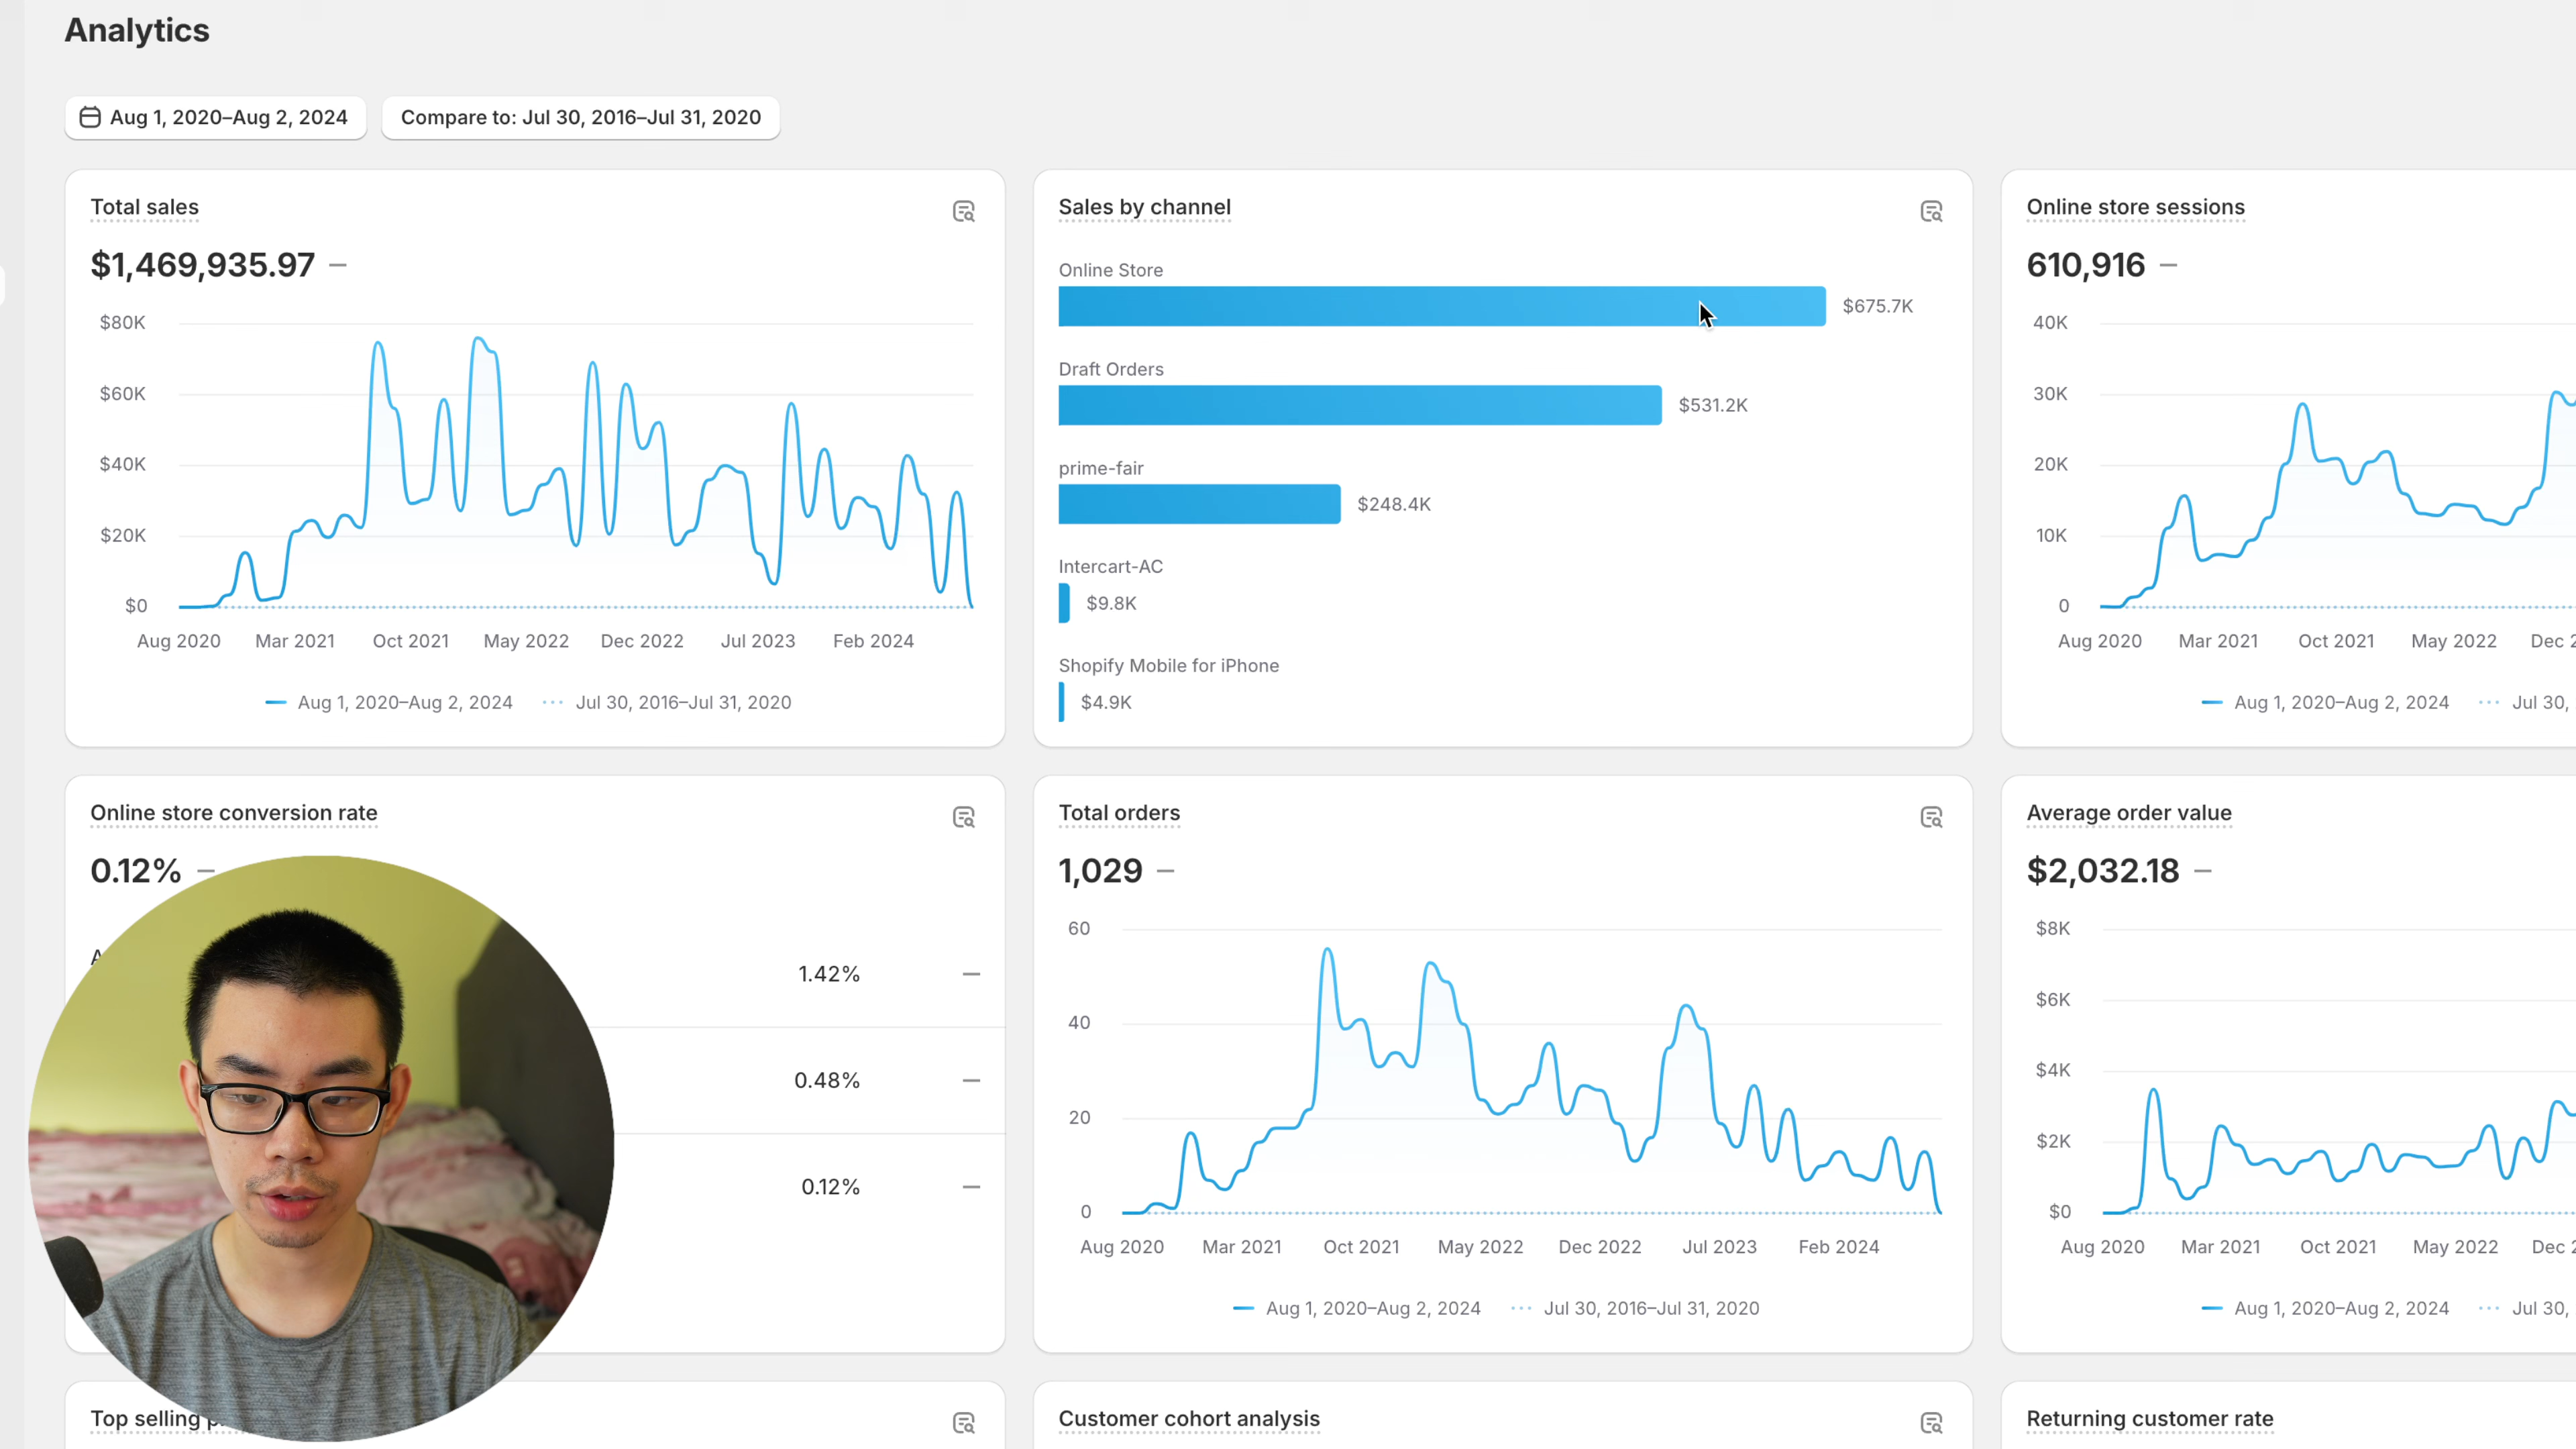 Analytics
Aug 1, 2020–Aug 2, 2024
Compare to: Jul 30, 2016–Jul 31, 2020
Total sales
$1,469,935.97 –
$80K
$60K
$40K
$20K
$0
Aug 2020 Mar 2021 Oct 2021 May 2022 Dec 2022 Jul 2023 Feb 2024
Aug 1, 2020–Aug 2, 2024 Jul 30, 2016–Jul 31, 2020
Sales by channel
Online Store
$675.7K
Draft Orders
$531.2K
prime-fair
$248.4K
Intercart-AC
$9.8K
Shopify Mobile for iPhone
$4.9K
Online store sessions
610,916 –
40K
30K
20K
10K
0
Aug 2020 Mar 2021 Oct 2021 May 2022 Dec
Aug 1, 2020–Aug 2, 2024 Jul 30,
Online store conversion rate
0.12% –
1.42% –
0.48% –
0.12% –
Total orders
1,029 –
60
40
20
0
Aug 2020 Mar 2021 Oct 2021 May 2022 Dec 2022 Jul 2023 Feb 2024
Aug 1, 2020–Aug 2, 2024 Jul 30, 2016–Jul 31, 2020
Average order value
$2,032.18 –
$8K
$6K
$4K
$2K
$0
Aug 2020 Mar 2021 Oct 2021 May 2022 Dec
Aug 1, 2020–Aug 2, 2024 Jul 30,
Top selling
Customer cohort analysis
Returning customer rate